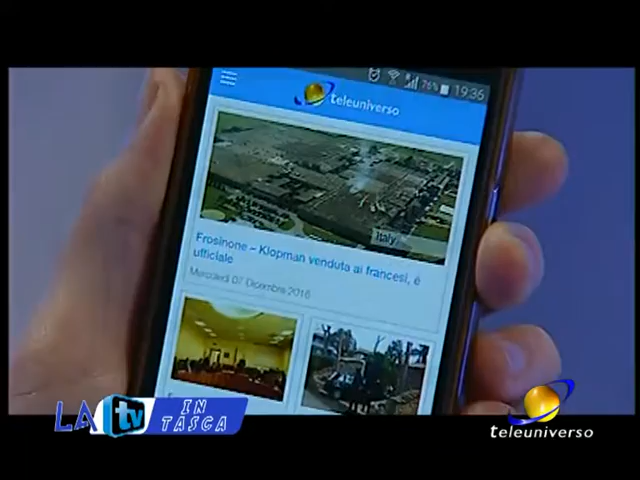 76% 19:36
teleuniverso
Italy
Frosinone – Klopman venduta ai francesi, è
ufficiale
Mercoledì 07 Dicembre 2016
LA tv IN
TASCA
teleuniverso